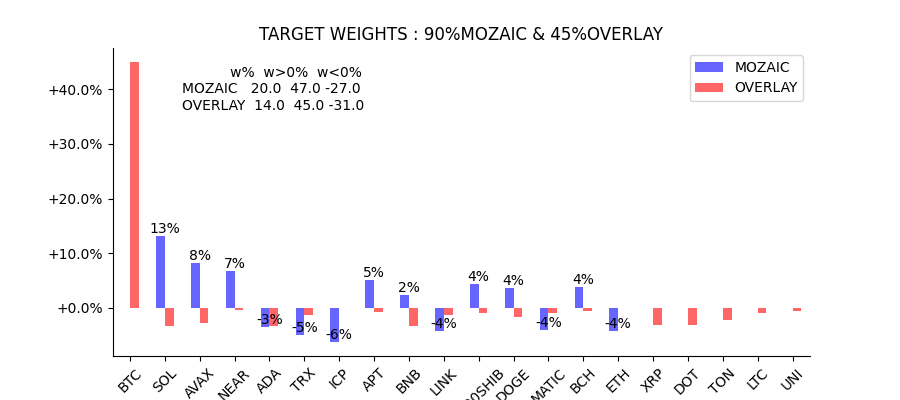 TARGET WEIGHTS : 90%MOZAIC & 45%OVERLAY
w% w>0% w<0%
MOZAIC 20.0 47.0 -27.0
OVERLAY 14.0 45.0 -31.0
MOZAIC
OVERLAY
+40.0%
+30.0%
+20.0%
+10.0%
+0.0%
13%
8%
7%
-3%
-5%
-6%
5%
2%
-4%
4%
4%
-4%
4%
-4%
BTC
SOL
AVAX
NEAR
ADA
TRX
ICP
APT
BNB
LINK
00SHIB
DOGE
MATIC
BCH
ETH
XRP
DOT
TON
LTC
UNI